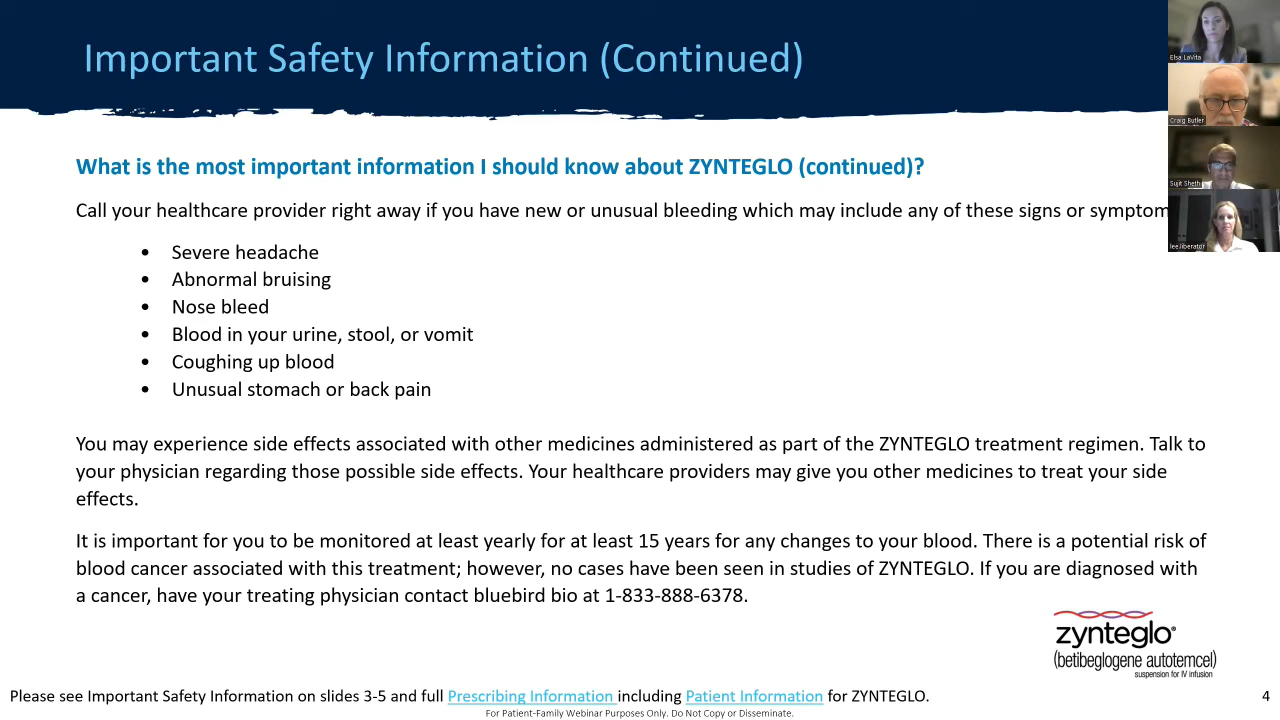 Important Safety Information (Continued)
Elsa LaVita
Craig Butler
Sujit Sheth
lee.liberator
What is the most important information I should know about ZYNTEGLO (continued)?
Call your healthcare provider right away if you have new or unusual bleeding which may include any of these signs or symptom
• Severe headache
• Abnormal bruising
• Nose bleed
• Blood in your urine, stool, or vomit
• Coughing up blood
• Unusual stomach or back pain
You may experience side effects associated with other medicines administered as part of the ZYNTEGLO treatment regimen. Talk to
your physician regarding those possible side effects. Your healthcare providers may give you other medicines to treat your side
effects.
It is important for you to be monitored at least yearly for at least 15 years for any changes to your blood. There is a potential risk of
blood cancer associated with this treatment; however, no cases have been seen in studies of ZYNTEGLO. If you are diagnosed with
a cancer, have your treating physician contact bluebird bio at 1-833-888-6378.
zynteglo®
(betibeglogene autotemcel)
suspension for IV infusion
Please see Important Safety Information on slides 3-5 and full Prescribing Information including Patient Information for ZYNTEGLO.
4
For Patient-Family Webinar Purposes Only. Do Not Copy or Disseminate.